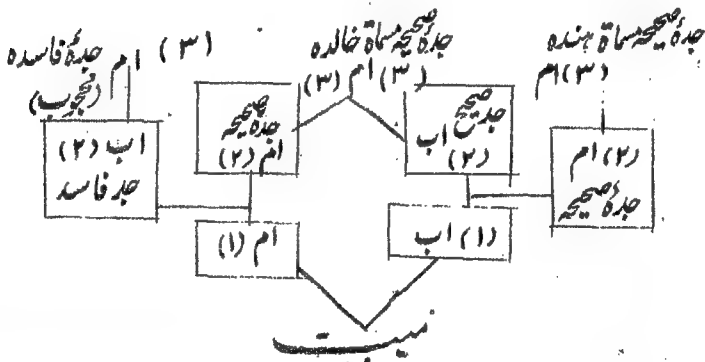 جدۂ صحیحہ مسماۃ ہندہ
(۳) ام
جدۂ صحیحہ مسماۃ خالدہ
(۳) ام (۳)
(۳) ام جدۂ فاسدہ
(محجوب)
(۲) ام
جدۂ صحیحہ
جد صحیح اب
(۲)
جدۂ صحیحہ
ام (۲)
اب (۲)
جد فاسد
(۱) اب
ام (۱)
میت